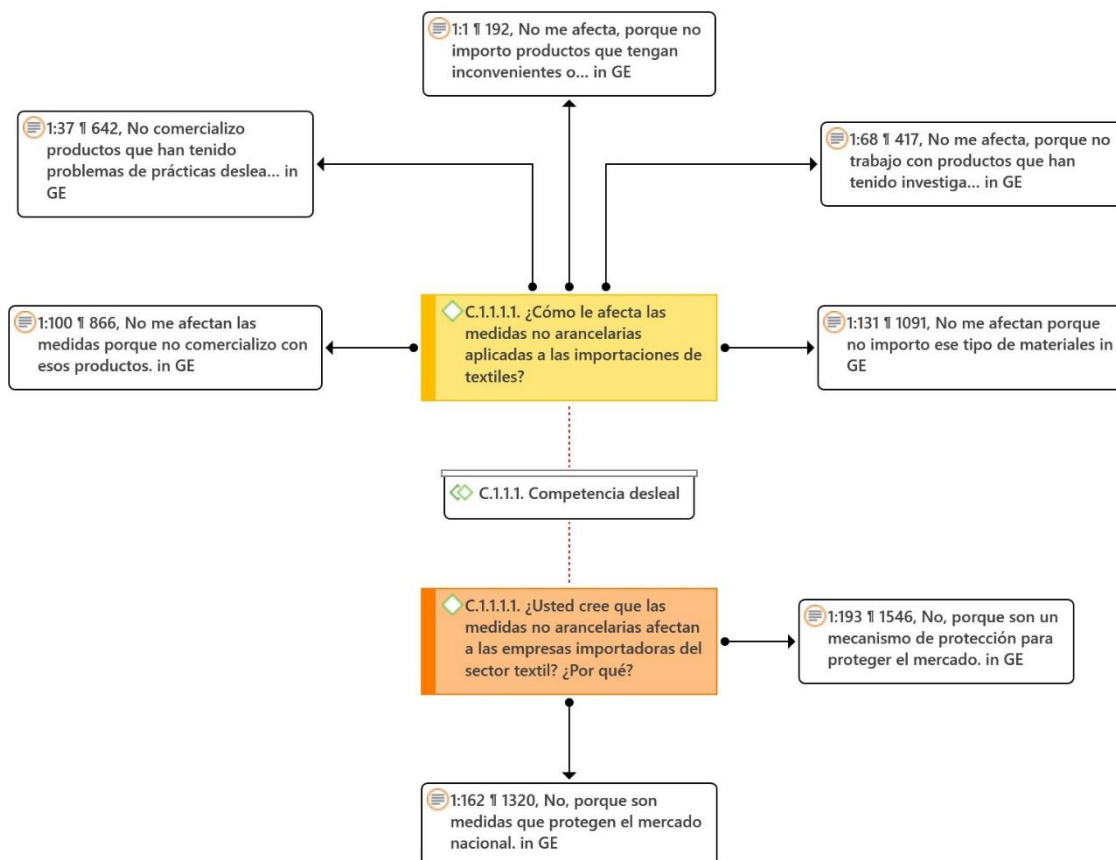 1:1 ¶ 192, No me afecta, porque no
importo productos que tengan
inconvenientes o... in GE
1:37 ¶ 642, No comercializo
productos que han tenido
problemas de prácticas deslea... in
GE
1:68 ¶ 417, No me afecta, porque no
trabajo con productos que han
tenido investiga... in GE
C.1.1.1.1. ¿Cómo le afecta las
medidas no arancelarias
aplicadas a las importaciones de
textiles?
1:100 ¶ 866, No me afectan las
medidas porque no comercializo con
esos productos. in GE
1:131 ¶ 1091, No me afectan porque
no importo ese tipo de materiales in
GE
C.1.1.1. Competencia desleal
C.1.1.1.1. ¿Usted cree que las
medidas no arancelarias afectan
a las empresas importadoras del
sector textil? ¿Por qué?
1:193 ¶ 1546, No, porque son un
mecanismo de protección para
proteger el mercado. in GE
1:162 ¶ 1320, No, porque son
medidas que protegen el mercado
nacional. in GE